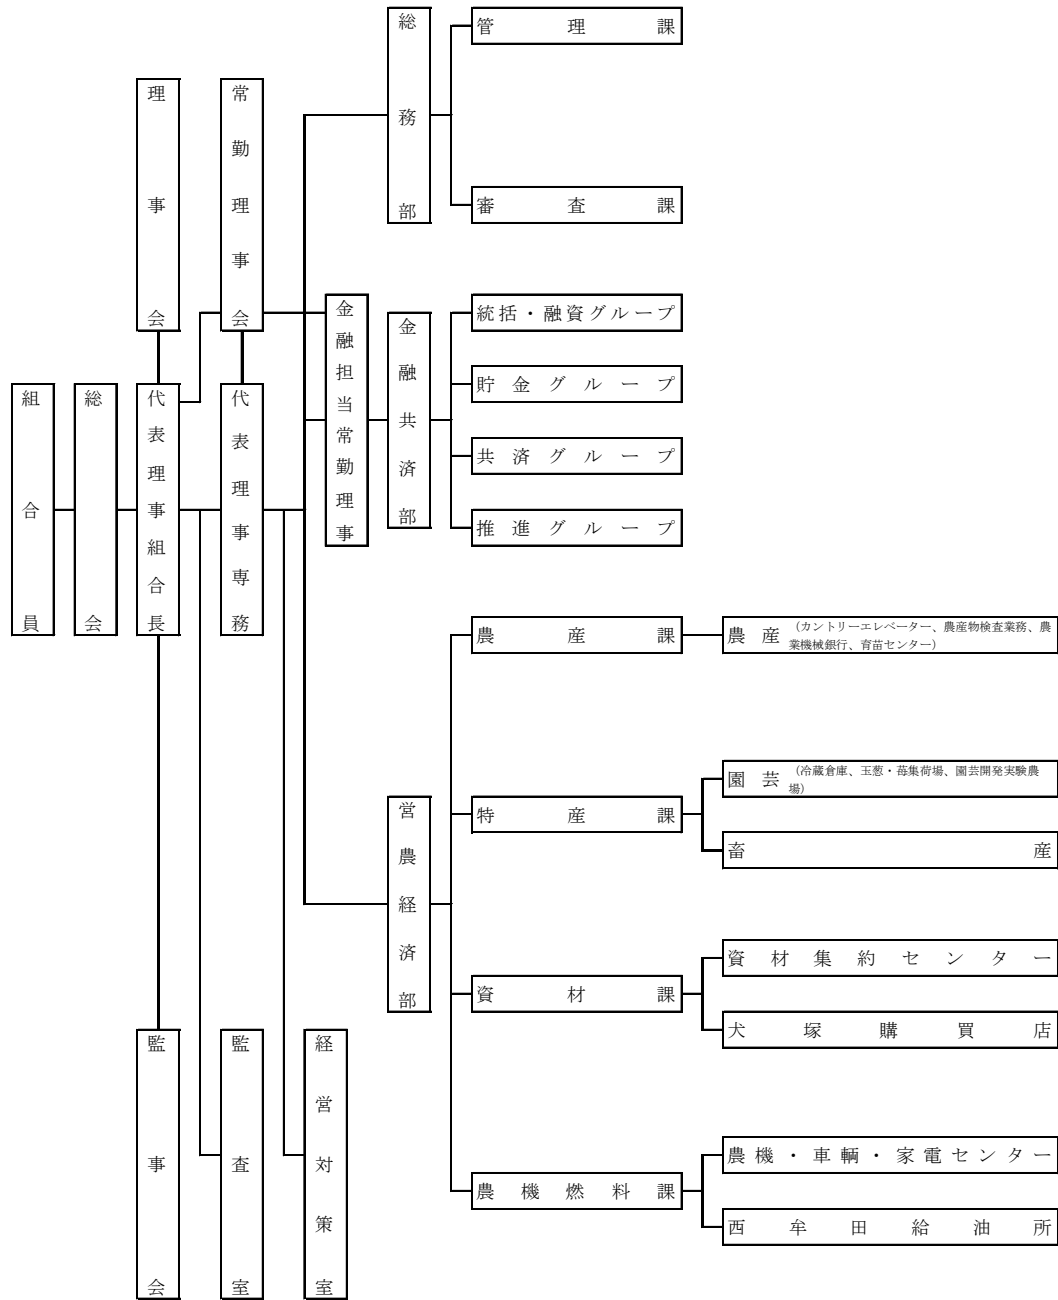 組合員
総会
理事会
代表理事組合長
監事会
常勤理事会
代表理事専務
監査室
経営対策室
総務部
管理課
審査課
金融担当常勤理事
金融共済部
統括・融資グループ
貯金グループ
共済グループ
推進グループ
営農経済部
農産課
農産
（カントリーエレベーター、農産物検査業務、農
業機械銀行、育苗センター）
特産課
園芸
（冷蔵倉庫、玉葱・苺集荷場、園芸開発実験農
場）
畜産
資材課
資材集約センター
犬塚購買店
農機燃料課
農機・車輌・家電センター
西牟田給油所